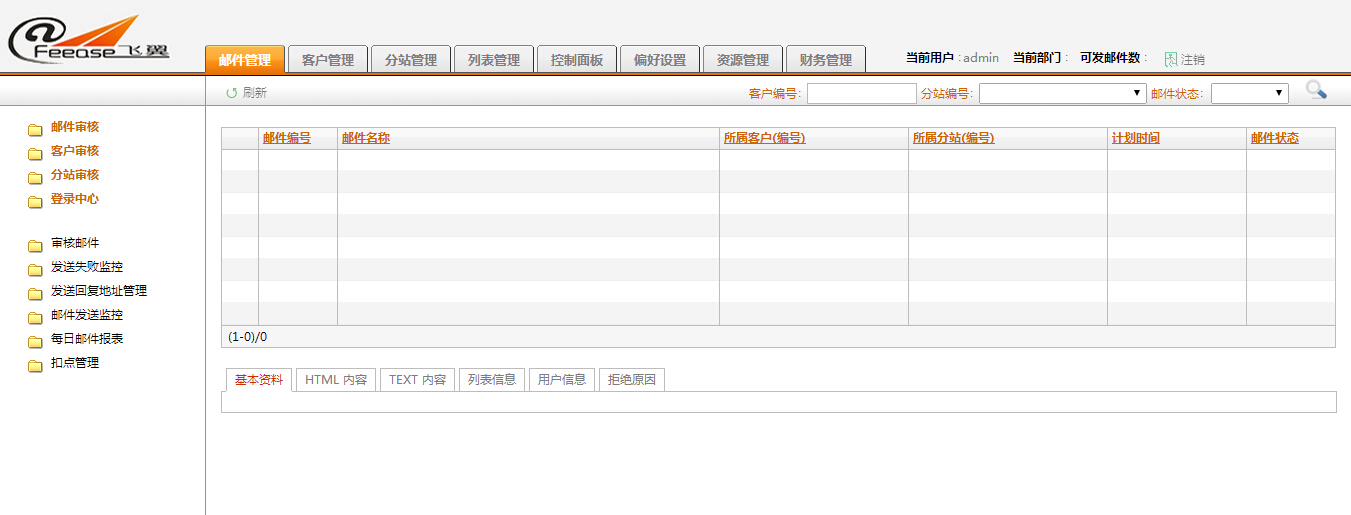 @Feease飞翼
邮件管理 客户管理 分站管理 列表管理 控制面板 偏好设置 资源管理 财务管理 当前用户 : admin 当前部门 : 可发邮件数 : 注销
刷新 客户编号: 分站编号: 邮件状态:
邮件审核
客户审核
分站审核
登录中心
审核邮件
发送失败监控
发送回复地址管理
邮件发送监控
每日邮件报表
扣点管理
邮件编号 邮件名称 所属客户(编号) 所属分站(编号) 计划时间 邮件状态
(1-0)/0
基本资料 HTML 内容 TEXT 内容 列表信息 用户信息 拒绝原因